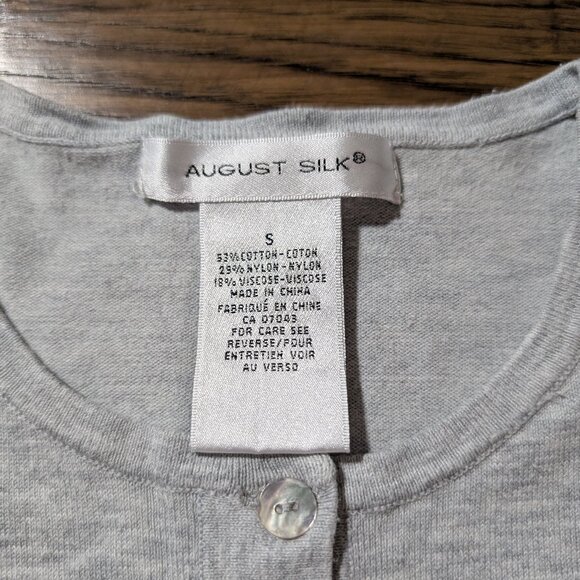 AUGUST SILK®
S
53% COTTON-COTON
29% NYLON-NYLON
18% VISCOSE-VISCOSE
MADE IN CHINA
FABRIQUÉ EN CHINE
CA 07043
FOR CARE SEE
REVERSE/POUR
ENTRETIEN VOIR
AU VERSO